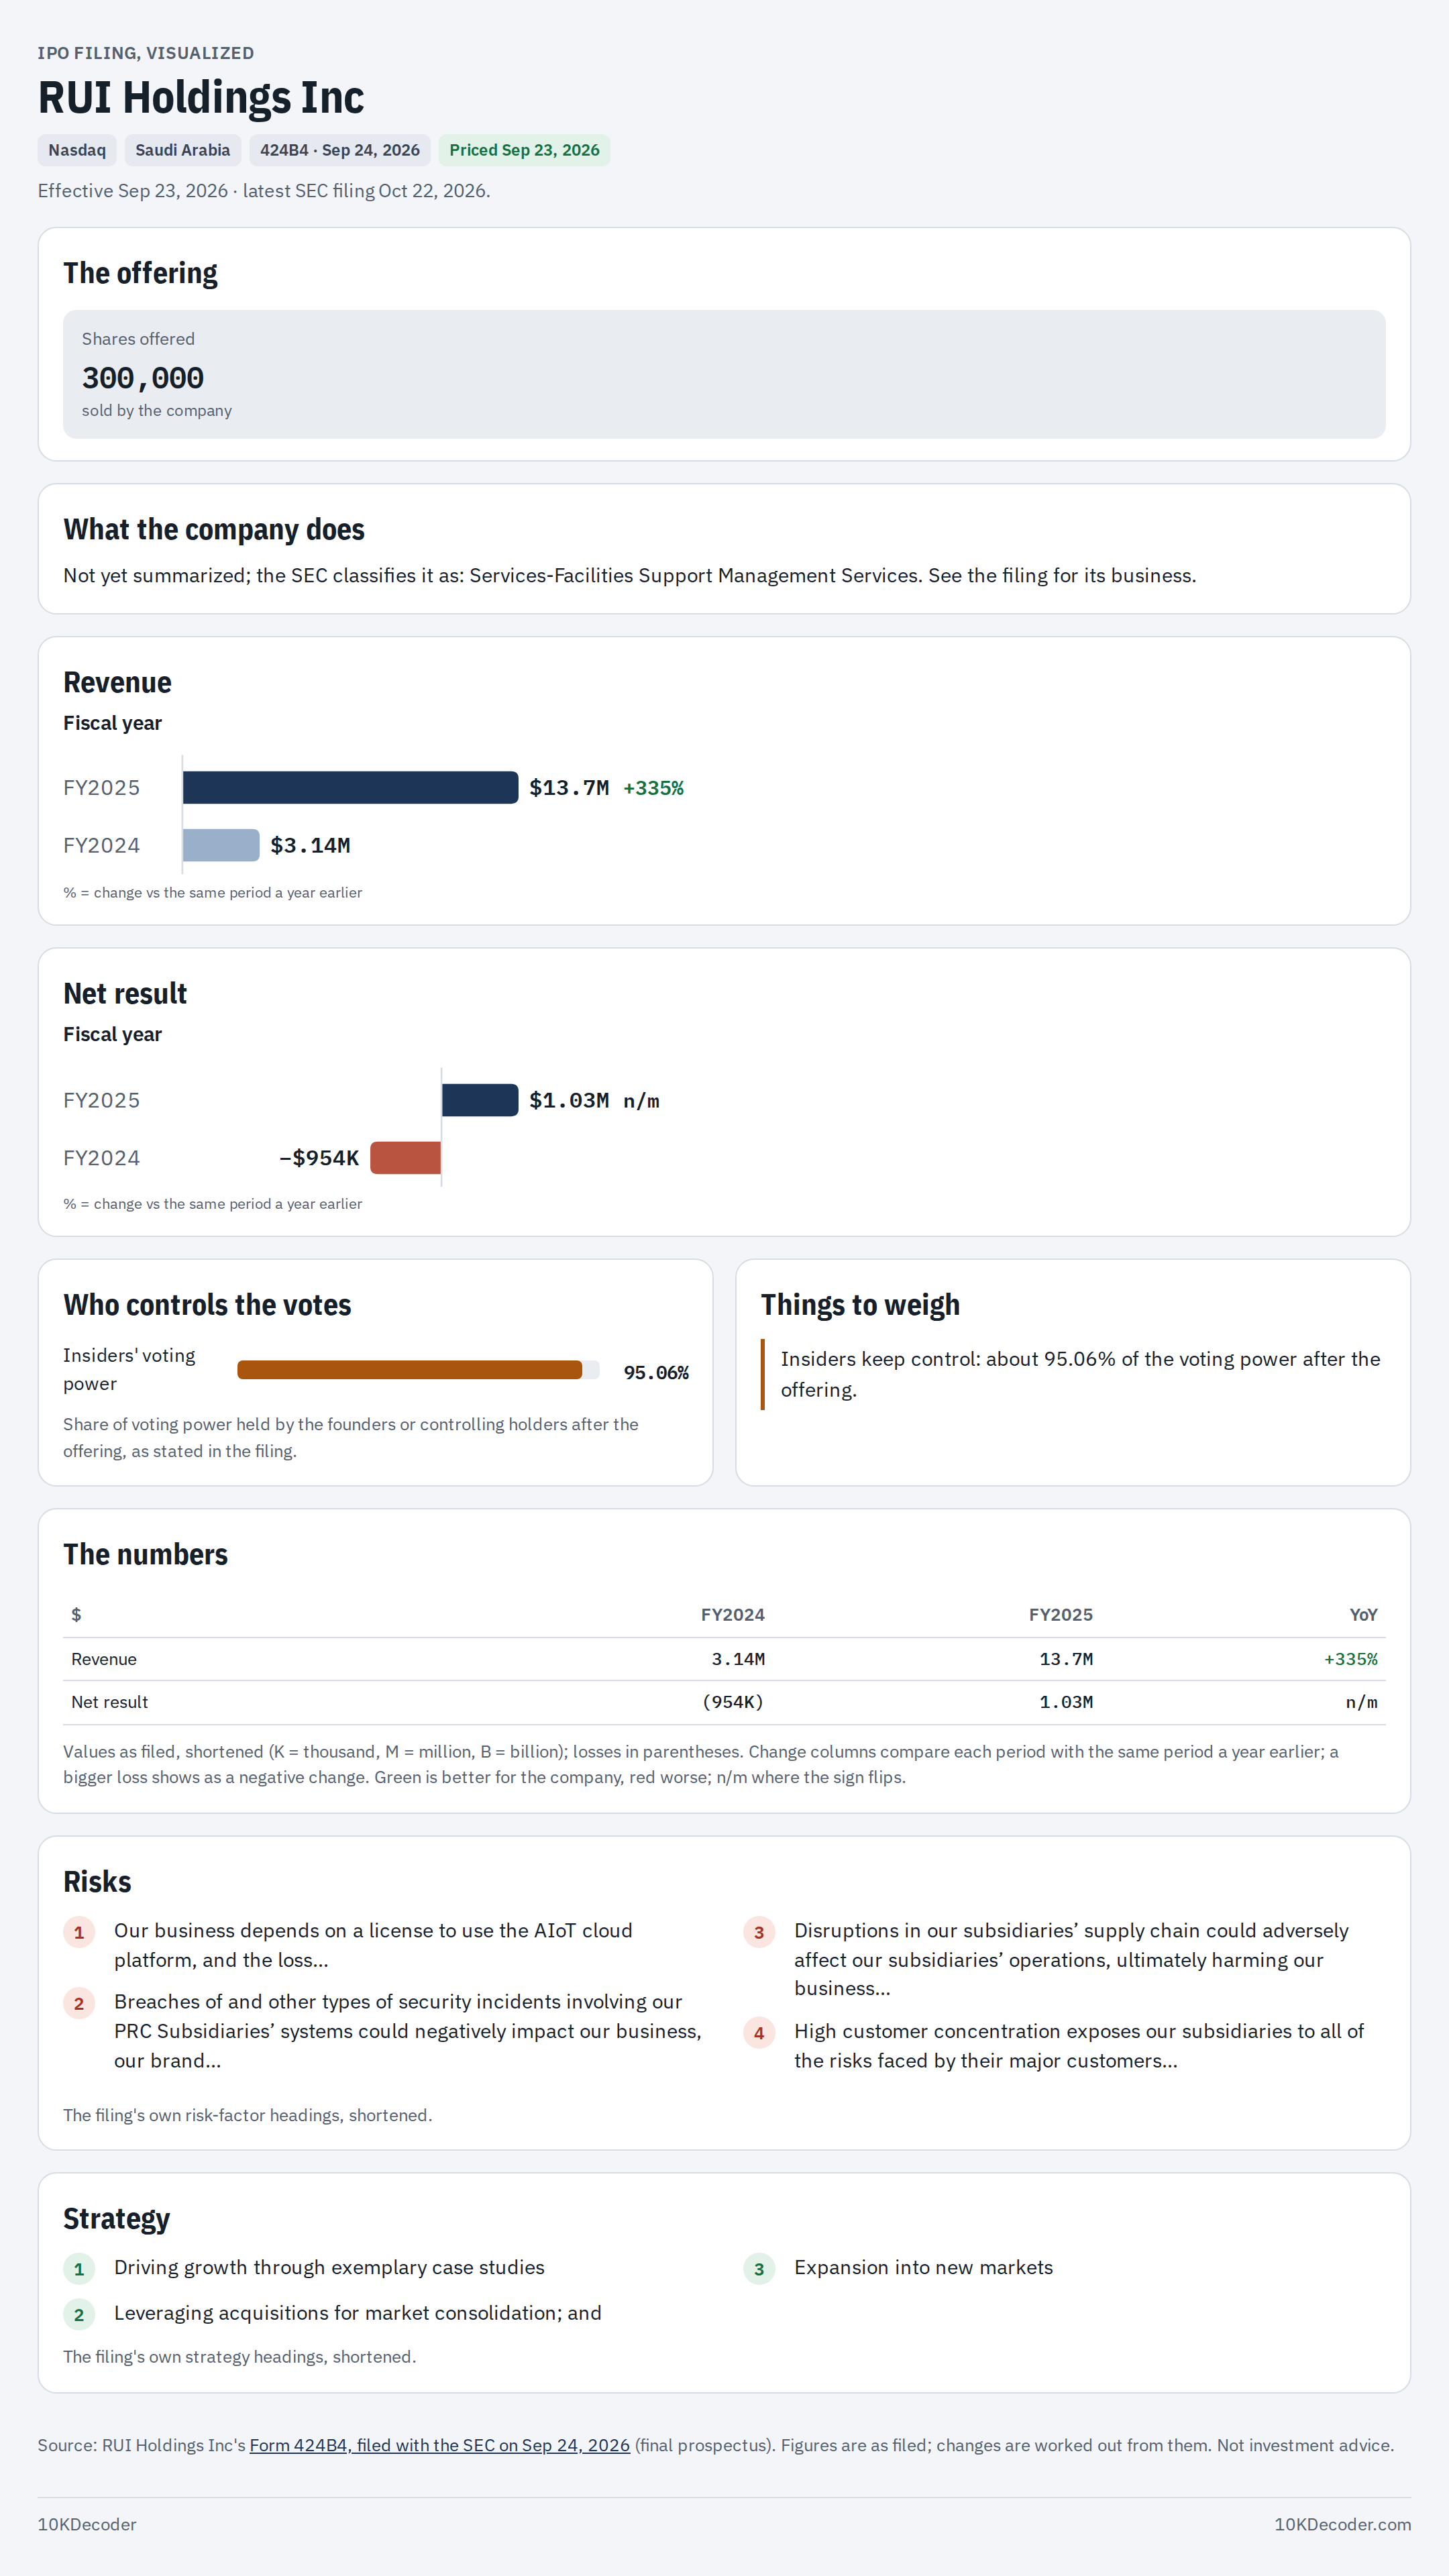 IPO FILING, VISUALIZED
RUI Holdings Inc
Nasdaq
Saudi Arabia
424B4 · Sep 24, 2026
Priced Sep 23, 2026
Effective Sep 23, 2026 · latest SEC filing Oct 22, 2026.
The offering
Shares offered
300,000
sold by the company
What the company does
Not yet summarized; the SEC classifies it as: Services-Facilities Support Management Services. See the filing for its business.
Revenue
Fiscal year
FY2025 $13.7M +335%
FY2024 $3.14M
% = change vs the same period a year earlier
Net result
Fiscal year
FY2025 $1.03M n/m
FY2024 −$954K
% = change vs the same period a year earlier
Who controls the votes
Insiders' voting
power
95.06%
Share of voting power held by the founders or controlling holders after the
offering, as stated in the filing.
Things to weigh
Insiders keep control: about 95.06% of the voting power after the
offering.
The numbers
$ FY2024 FY2025 YoY
Revenue 3.14M 13.7M +335%
Net result (954K) 1.03M n/m
Values as filed, shortened (K = thousand, M = million, B = billion); losses in parentheses. Change columns compare each period with the same period a year earlier; a
bigger loss shows as a negative change. Green is better for the company, red worse; n/m where the sign flips.
Risks
1 Our business depends on a license to use the AIoT cloud
platform, and the loss…
2 Breaches of and other types of security incidents involving our
PRC Subsidiaries’ systems could negatively impact our business,
our brand…
3 Disruptions in our subsidiaries’ supply chain could adversely
affect our subsidiaries’ operations, ultimately harming our
business…
4 High customer concentration exposes our subsidiaries to all of
the risks faced by their major customers…
The filing's own risk-factor headings, shortened.
Strategy
1 Driving growth through exemplary case studies
2 Leveraging acquisitions for market consolidation; and
3 Expansion into new markets
The filing's own strategy headings, shortened.
Source: RUI Holdings Inc's Form 424B4, filed with the SEC on Sep 24, 2026 (final prospectus). Figures are as filed; changes are worked out from them. Not investment advice.
10KDecoder
10KDecoder.com